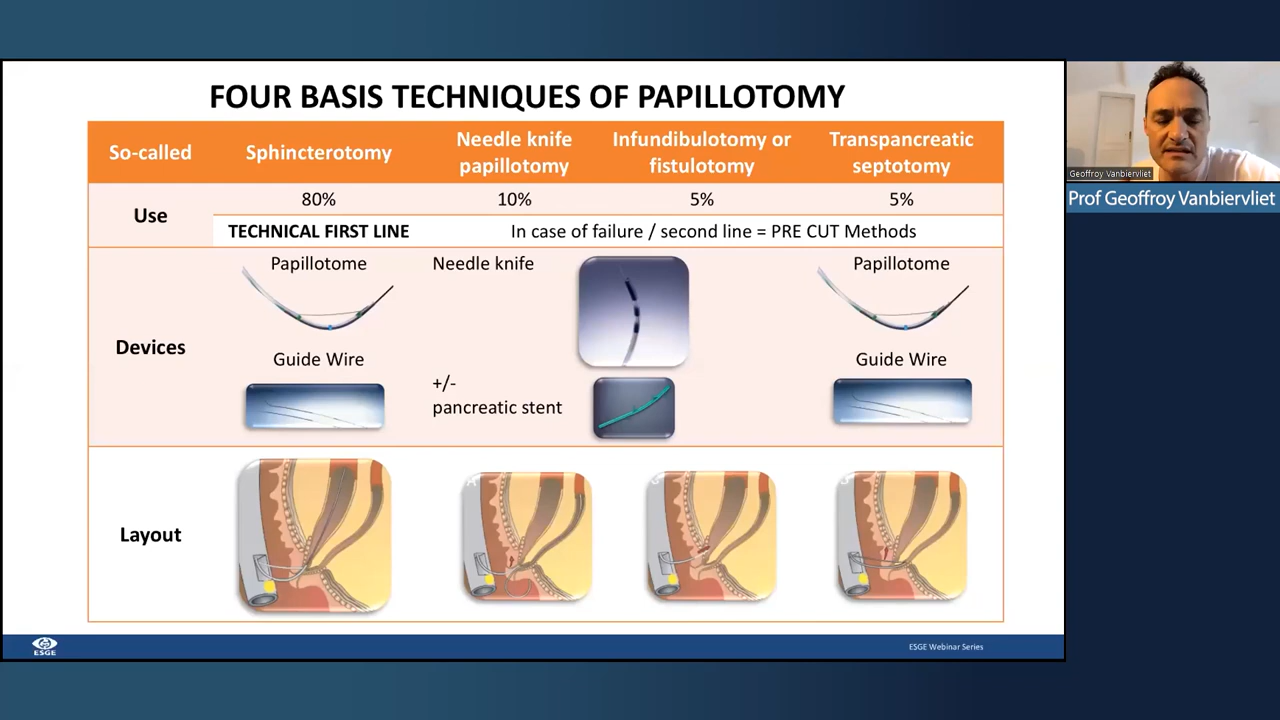 FOUR BASIS TECHNIQUES OF PAPILLOTOMY
So-called
Sphincterotomy
Needle knife
papillotomy
Infundibulotomy or
fistulotomy
Transpancreatic
septotomy
Use
80%
10%
5%
5%
TECHNICAL FIRST LINE
In case of failure / second line = PRE CUT Methods
Devices
Papillotome
Guide Wire
Needle knife
+/-
pancreatic stent
Papillotome
Guide Wire
Layout
ESGE
ESGE Webinar Series
Geoffroy Vanbiervliet
Prof Geoffroy Vanbiervliet